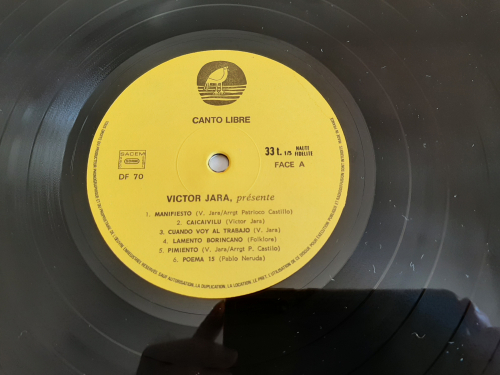 CANTO LIBRE
SACEM
DF 70
33 t. 1/3 HAUTE FIDELITE
FACE A
VICTOR JARA, présente
1. MANIFIESTO (V. Jara/Arrgt Patricco Castillo)
2. CAICAIVILU (Victor Jara)
3. CUANDO VOY AL TRABAJO (V. Jara)
4. LAMENTO BORINCANO (Folklore)
5. PIMIENTO (V. Jara/Arrgt P. Castilo)
6. POEMA 15 (Pablo Neruda)